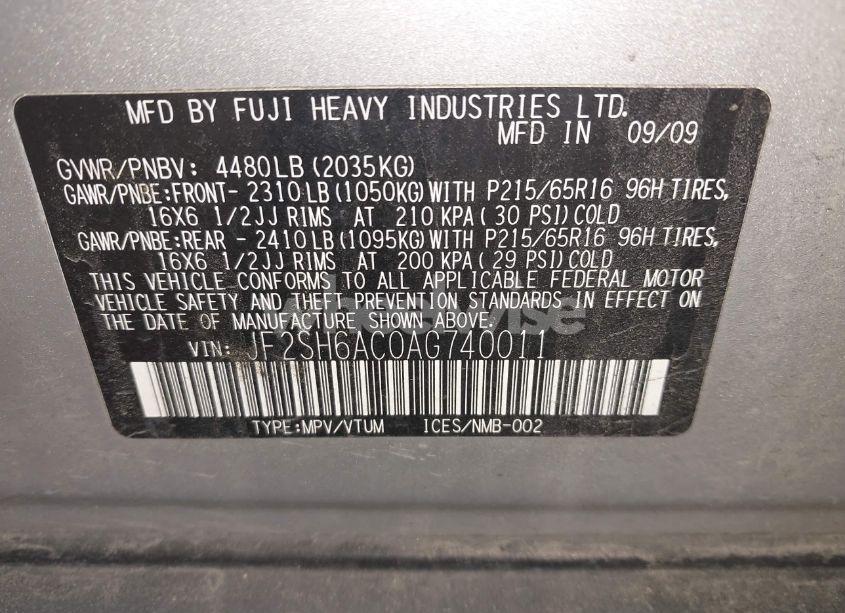 MFD BY FUJI HEAVY INDUSTRIES LTD.
MFD IN 09/09
GVWR/PNBV: 4480LB (2035KG)
GAWR/PNBE:FRONT- 2310LB (1050KG) WITH P215/65R16 96H TIRES,
16X6 1/2JJ RIMS AT 210 KPA ( 30 PSI) COLD
GAWR/PNBE:REAR - 2410LB (1095KG) WITH P215/65R16 96H TIRES,
16X6 1/2JJ RIMS AT 200 KPA ( 29 PSI) COLD
THIS VEHICLE CONFORMS TO ALL APPLICABLE FEDERAL MOTOR
VEHICLE SAFETY AND THEFT PREVENTION STANDARDS IN EFFECT ON
THE DATE OF MANUFACTURE SHOWN ABOVE.
VIN: JF2SH6AC0AG740011
TYPE:MPV/VTUM ICES/NMB-002